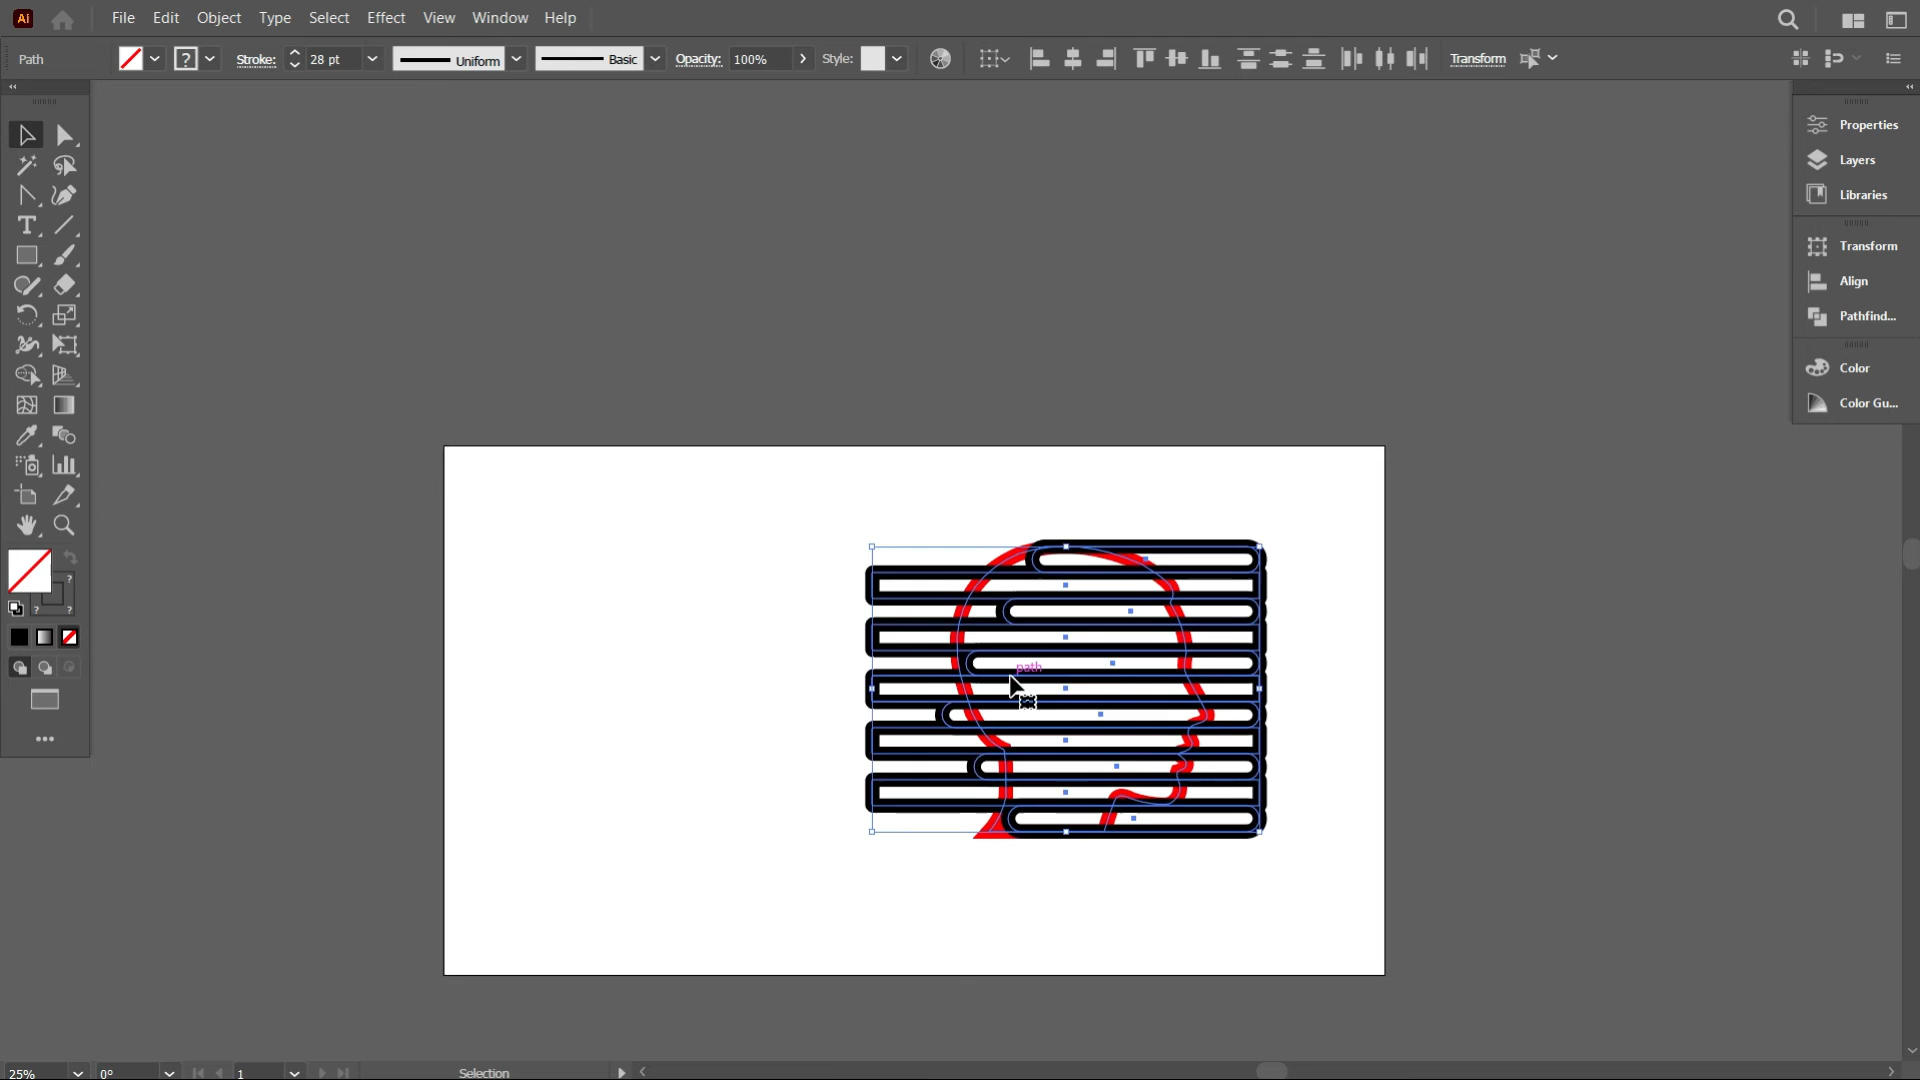 Ai File Edit Object Type Select Effect View Window Help
Path ? Stroke: 28 pt Uniform Basic Opacity: 100% Style: Transform
Properties
Layers
Libraries
T
Transform
Align
Pathfind...
Color
Color Gu...
?
? ?
path
25% 0° 1 Selection